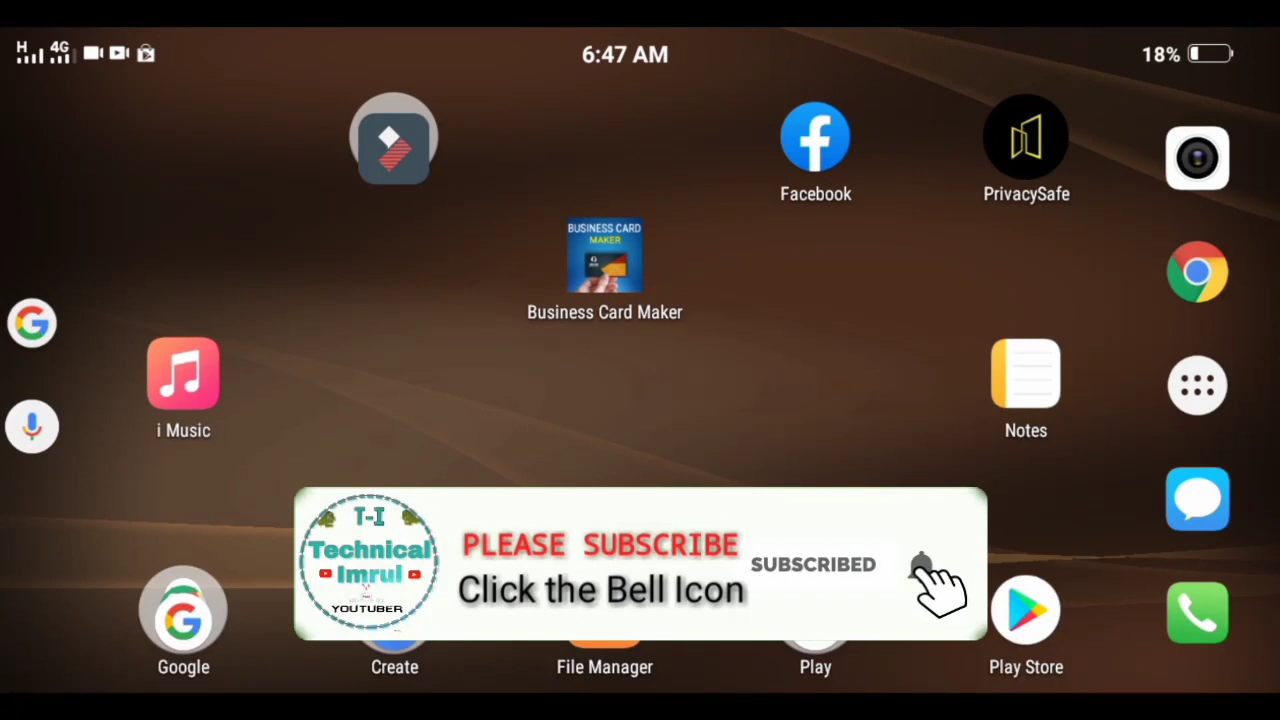 H 4G
6:47 AM
18%
Facebook
PrivacySafe
BUSINESS CARD
MAKER
Business Card Maker
i Music
Notes
T-I
Technical
Imrul
YOUTUBER
PLEASE SUBSCRIBE
Click the Bell Icon
SUBSCRIBED
Google
Create
File Manager
Play
Play Store